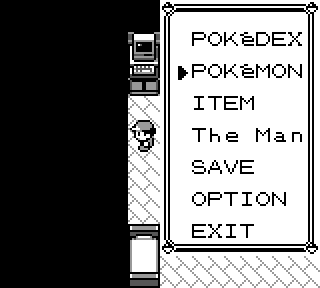 POKéDEX
POKéMON
ITEM
The Man
SAVE
OPTION
EXIT